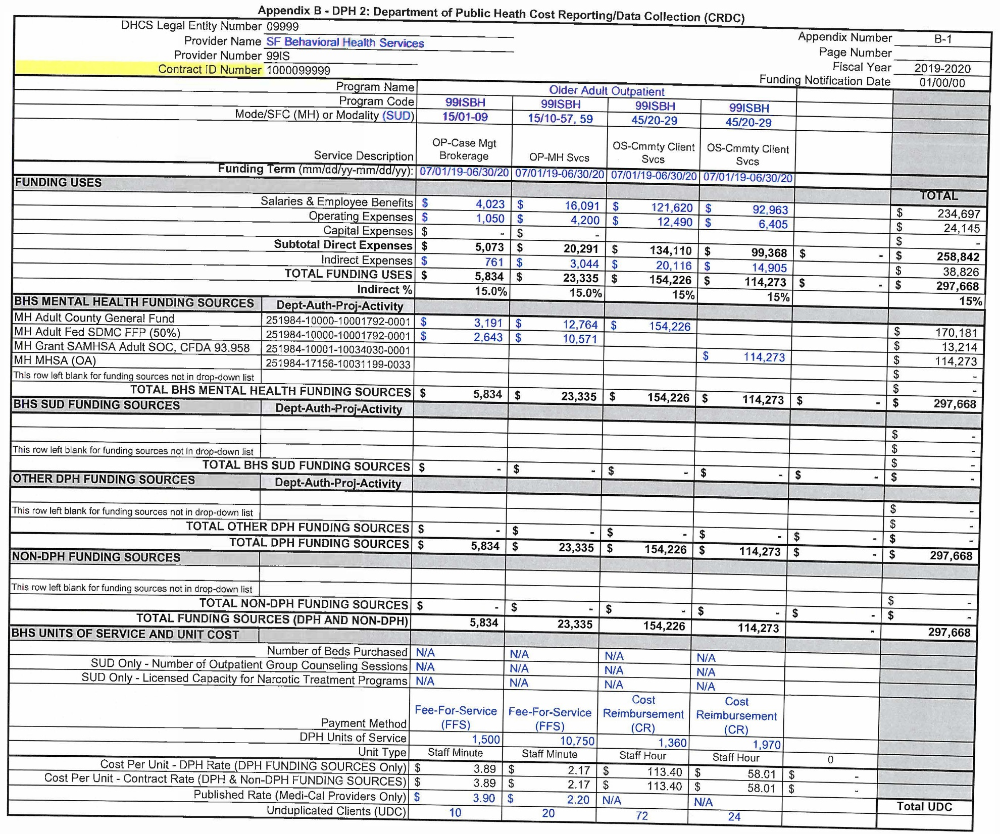 Appendix B - DPH 2: Department of Public Heath Cost Reporting/Data Collection (CRDC)
DHCS Legal Entity Number 09999 Appendix Number B-1
Provider Name SF Behavioral Health Services Page Number
Provider Number 99IS Fiscal Year 2019-2020
Contract ID Number 1000099999 Funding Notification Date 01/00/00
Program Name Older Adult Outpatient
Program Code 99ISBH 99ISBH 99ISBH 99ISBH
Mode/SFC (MH) or Modality (SUD) 15/01-09 15/10-57, 59 45/20-29 45/20-29
Service Description OP-Case Mgt Brokerage OP-MH Svcs OS-Cmmty Client Svcs OS-Cmmty Client Svcs
Funding Term (mm/dd/yy-mm/dd/yy): 07/01/19-06/30/20 07/01/19-06/30/20 07/01/19-06/30/20 07/01/19-06/30/20
FUNDING USES TOTAL
Salaries & Employee Benefits $ 4,023 $ 16,091 $ 121,620 $ 92,963 $ 234,697
Operating Expenses $ 1,050 $ 4,200 $ 12,490 $ 6,405 $ 24,145
Capital Expenses $ - $ - $ -
Subtotal Direct Expenses $ 5,073 $ 20,291 $ 134,110 $ 99,368 $ - $ 258,842
Indirect Expenses $ 761 $ 3,044 $ 20,116 $ 14,905 $ 38,826
TOTAL FUNDING USES $ 5,834 $ 23,335 $ 154,226 $ 114,273 $ - $ 297,668
Indirect % 15.0% 15.0% 15% 15% 15%
BHS MENTAL HEALTH FUNDING SOURCES Dept-Auth-Proj-Activity
MH Adult County General Fund 251984-10000-10001792-0001 $ 3,191 $ 12,764 $ 154,226 $ 170,181
MH Adult Fed SDMC FFP (50%) 251984-10000-10001792-0001 $ 2,643 $ 10,571 $ 13,214
MH Grant SAMHSA Adult SOC, CFDA 93.958 251984-10001-10034030-0001 $ 114,273 $ 114,273
MH MHSA (OA) 251984-17156-10031199-0033 $ -
This row left blank for funding sources not in drop-down list $ -
TOTAL BHS MENTAL HEALTH FUNDING SOURCES $ 5,834 $ 23,335 $ 154,226 $ 114,273 $ - $ 297,668
BHS SUD FUNDING SOURCES Dept-Auth-Proj-Activity
$ -
$ -
This row left blank for funding sources not in drop-down list $ -
TOTAL BHS SUD FUNDING SOURCES $ - $ - $ - $ - $ - $ -
OTHER DPH FUNDING SOURCES Dept-Auth-Proj-Activity
$ -
This row left blank for funding sources not in drop-down list $ -
TOTAL OTHER DPH FUNDING SOURCES $ - $ - $ - $ - $ - $ -
TOTAL DPH FUNDING SOURCES $ 5,834 $ 23,335 $ 154,226 $ 114,273 $ - $ 297,668
NON-DPH FUNDING SOURCES
This row left blank for funding sources not in drop-down list $ -
TOTAL NON-DPH FUNDING SOURCES $ - $ - $ - $ - $ - $ -
TOTAL FUNDING SOURCES (DPH AND NON-DPH) 5,834 23,335 154,226 114,273 - 297,668
BHS UNITS OF SERVICE AND UNIT COST
Number of Beds Purchased N/A N/A N/A N/A
SUD Only - Number of Outpatient Group Counseling Sessions N/A N/A N/A N/A
SUD Only - Licensed Capacity for Narcotic Treatment Programs N/A N/A N/A N/A
Payment Method Fee-For-Service (FFS) Fee-For-Service (FFS) Cost Reimbursement (CR) Cost Reimbursement (CR)
DPH Units of Service 1,500 10,750 1,360 1,970
Unit Type Staff Minute Staff Minute Staff Hour Staff Hour 0
Cost Per Unit - DPH Rate (DPH FUNDING SOURCES Only) $ 3.89 $ 2.17 $ 113.40 $ 58.01 $ -
Cost Per Unit - Contract Rate (DPH & Non-DPH FUNDING SOURCES) $ 3.89 $ 2.17 $ 113.40 $ 58.01 $ -
Published Rate (Medi-Cal Providers Only) $ 3.90 $ 2.20 N/A N/A Total UDC
Unduplicated Clients (UDC) 10 20 72 24